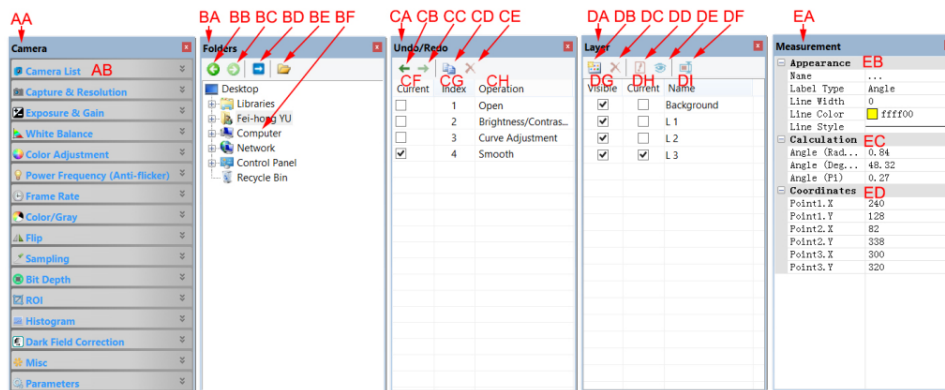 AA
BA BB BC BD BE BF
CA CB CC CD CE
DA DB DC DD DE DF
EA
Camera
Camera List AB
Capture & Resolution
Exposure & Gain
White Balance
Color Adjustment
Power Frequency (Anti-flicker)
Frame Rate
Color/Gray
Flip
Sampling
Bit Depth
ROI
Histogram
Dark Field Correction
Misc
Parameters
Folders
Desktop
Libraries
Fei-hong YU
Computer
Network
Control Panel
Recycle Bin
Undo/Redo
CF CG CH
Current Index Operation
1 Open
2 Brightness/Contras...
3 Curve Adjustment
4 Smooth
Layer
DG DH DI
Visible Current Name
Background
L 1
L 2
L 3
Measurement
Appearance EB
Name ...
Label Type Angle
Line Width 0
Line Color ffff00
Line Style
Calculation EC
Angle (Rad... 0.84
Angle (Deg... 48.32
Angle (Pi) 0.27
Coordinates ED
Point1.X 240
Point1.Y 128
Point2.X 82
Point2.Y 338
Point3.X 300
Point3.Y 320